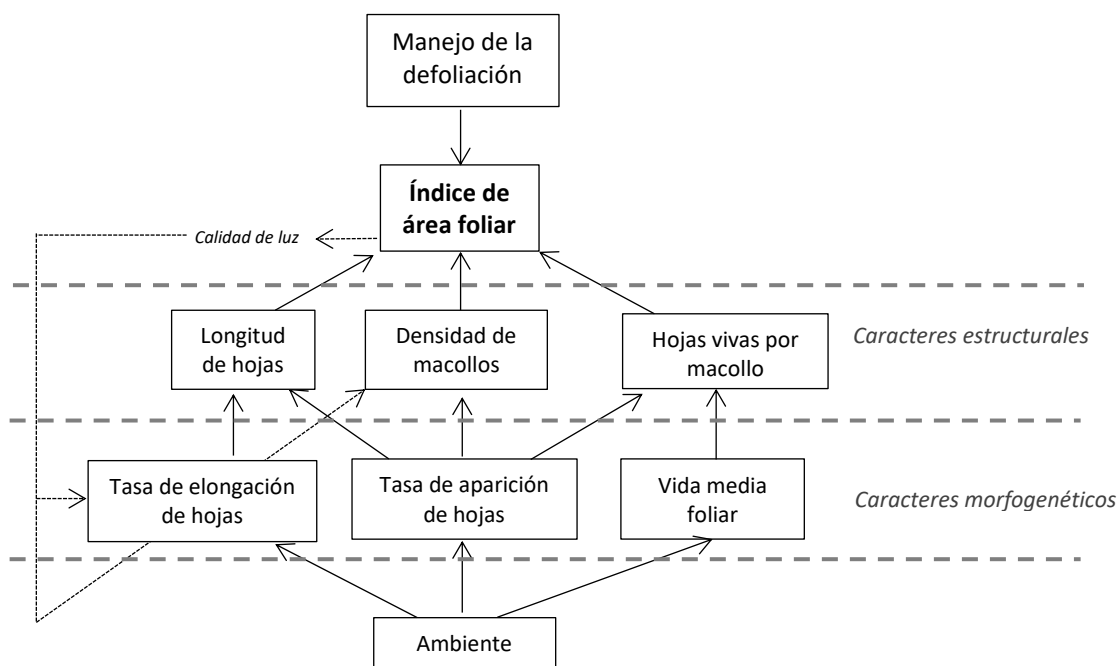 Manejo de la
defoliación
Índice de
área foliar
Calidad de luz
Longitud
de hojas
Densidad de
macollos
Hojas vivas por
macollo
Caracteres estructurales
Tasa de elongación
de hojas
Tasa de aparición
de hojas
Vida media
foliar
Caracteres morfogenéticos
Ambiente